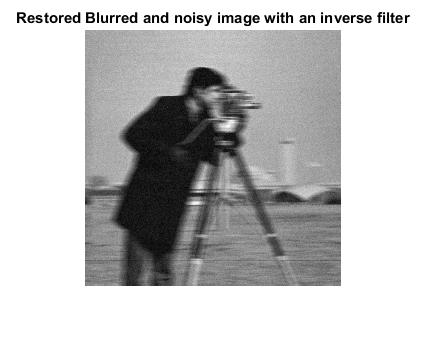 Restored Blurred and noisy image with an inverse filter